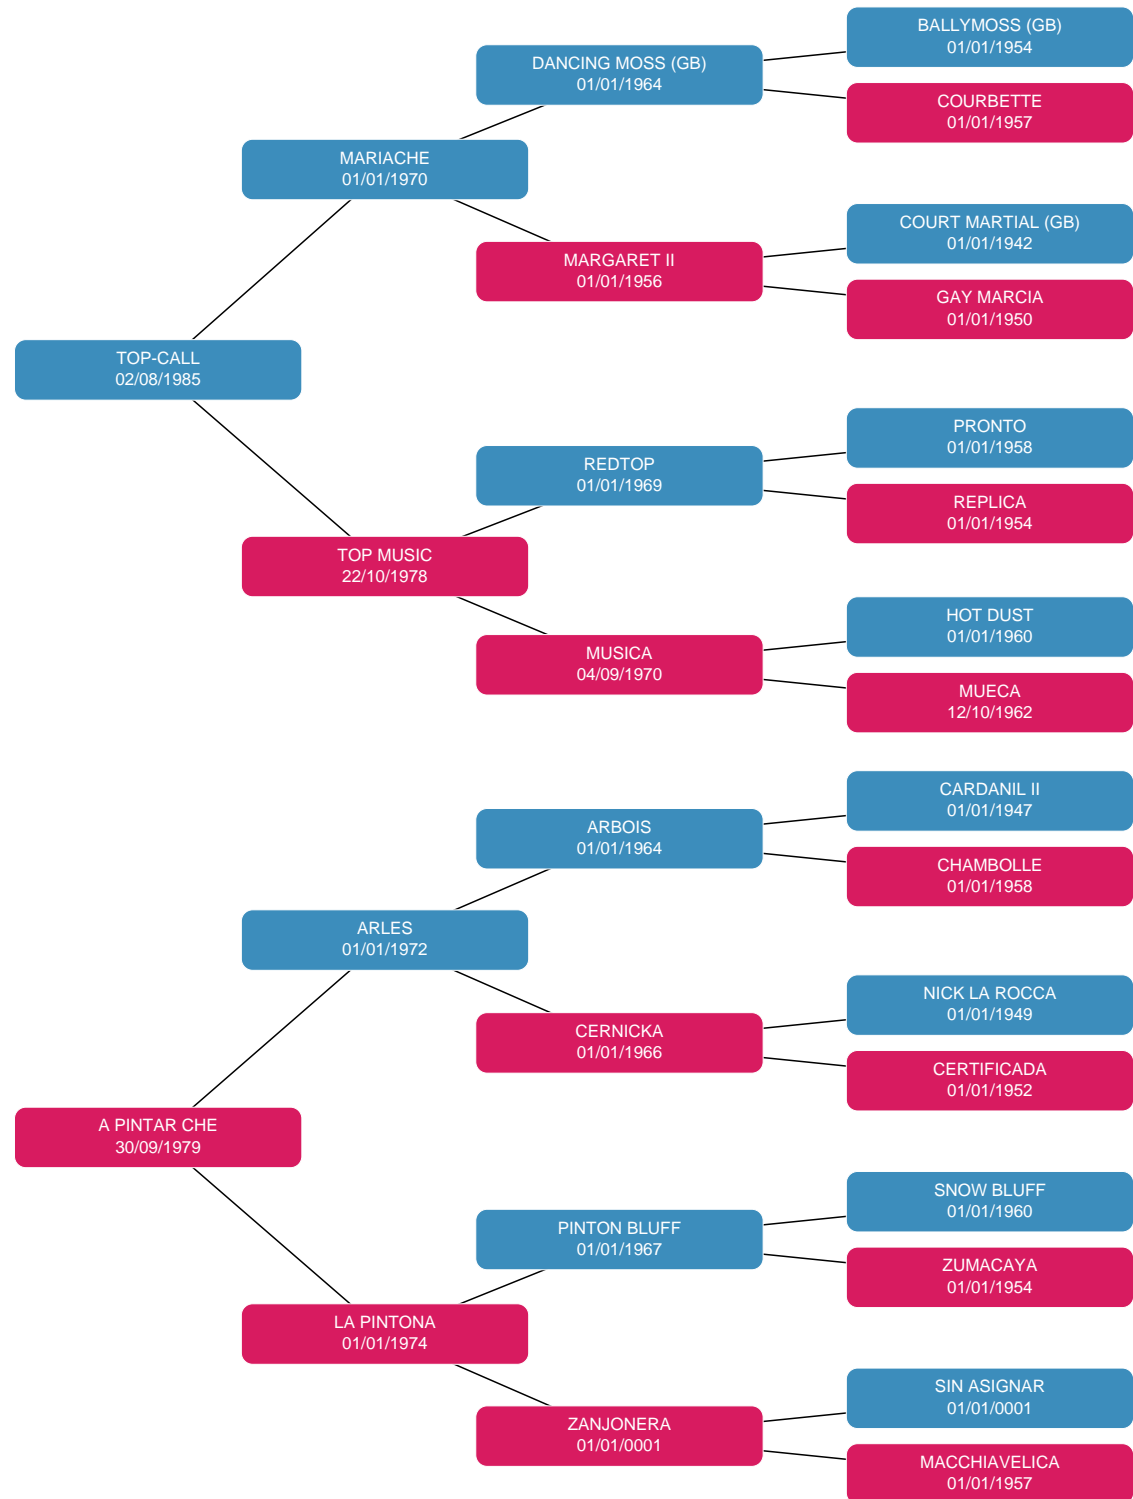 BALLYMOSS (GB)
01/01/1954
DANCING MOSS (GB)
01/01/1964
COURBETTE
01/01/1957
MARIACHE
01/01/1970
COURT MARTIAL (GB)
01/01/1942
MARGARET II
01/01/1956
GAY MARCIA
01/01/1950
TOP-CALL
02/08/1985
PRONTO
01/01/1958
REDTOP
01/01/1969
REPLICA
01/01/1954
TOP MUSIC
22/10/1978
HOT DUST
01/01/1960
MUSICA
04/09/1970
MUECA
12/10/1962
CARDANIL II
01/01/1947
ARBOIS
01/01/1964
CHAMBOLLE
01/01/1958
ARLES
01/01/1972
NICK LA ROCCA
01/01/1949
CERNICKA
01/01/1966
CERTIFICADA
01/01/1952
A PINTAR CHE
30/09/1979
SNOW BLUFF
01/01/1960
PINTON BLUFF
01/01/1967
ZUMACAYA
01/01/1954
LA PINTONA
01/01/1974
SIN ASIGNAR
01/01/0001
ZANJONERA
01/01/0001
MACCHIAVELICA
01/01/1957